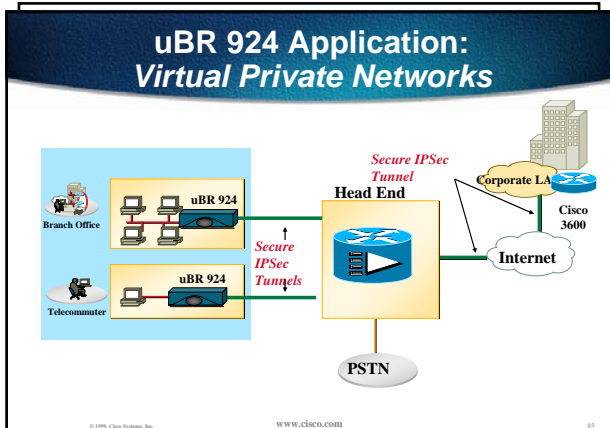 uBR 924 Application:
Virtual Private Networks
Secure IPSec
Tunnel
Corporate LA
Head End
Cisco
3600
uBR 924
Branch Office
Secure
IPSec
Tunnels
Internet
uBR 924
Telecommuter
PSTN
© 1999, Cisco Systems, Inc.
www.cisco.com
85